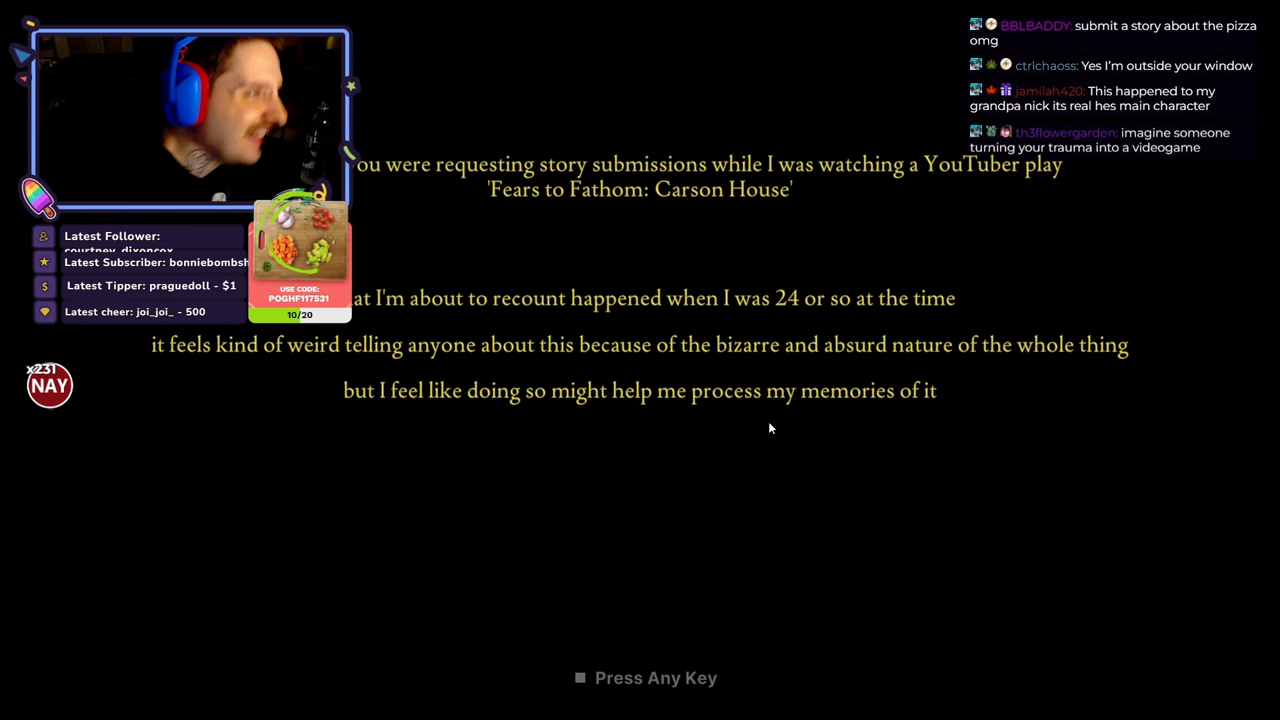 BBLBADDY: submit a story about the pizza
omg
ctrlchaoss: Yes I'm outside your window
jamilah420: This happened to my
grandpa nick its real hes main character
th3flowergarden: imagine someone
turning your trauma into a videogame
ou were requesting story submissions while I was watching a YouTuber play
'Fears to Fathom: Carson House'
Latest Follower:
Latest Subscriber: bonniebombsh
Latest Tipper: praguedoll - $1
Latest cheer: joi_joi_ - 500
USE CODE:
POGHF117531
10/20
at I'm about to recount happened when I was 24 or so at the time
it feels kind of weird telling anyone about this because of the bizarre and absurd nature of the whole thing
x231
NAY
but I feel like doing so might help me process my memories of it
Press Any Key